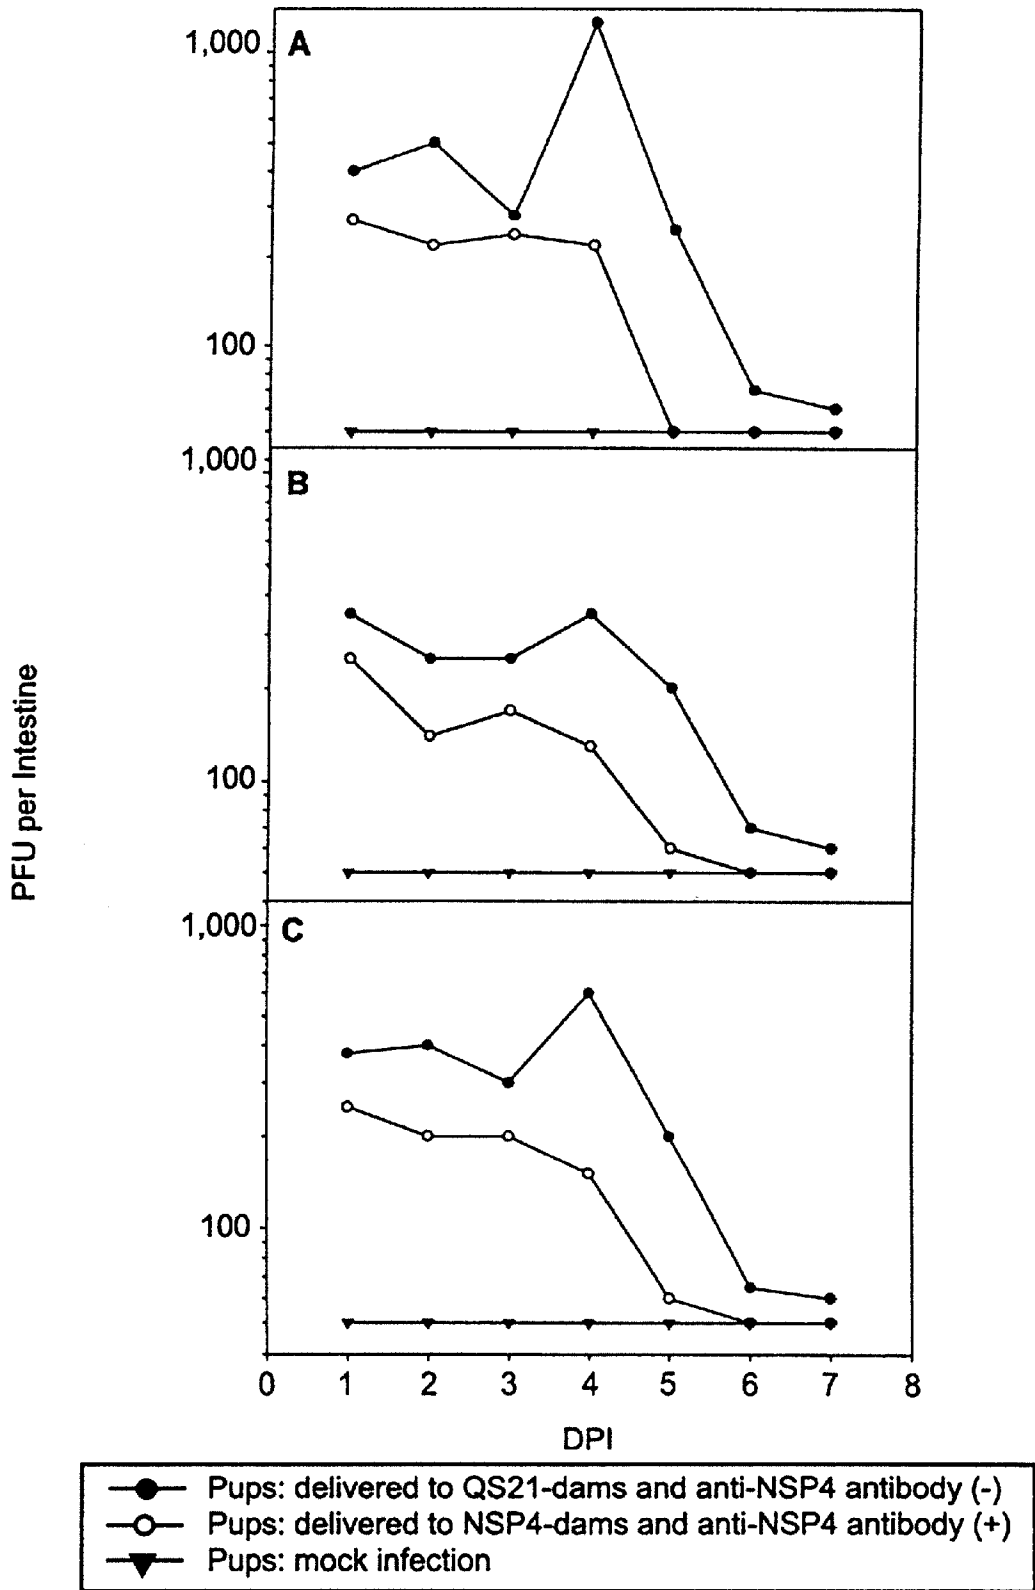 1,000
A
100
1,000
B
100
1,000
C
100
PFU per Intestine
0 1 2 3 4 5 6 7 8
DPI
Pups: delivered to QS21-dams and anti-NSP4 antibody (-)
Pups: delivered to NSP4-dams and anti-NSP4 antibody (+)
Pups: mock infection